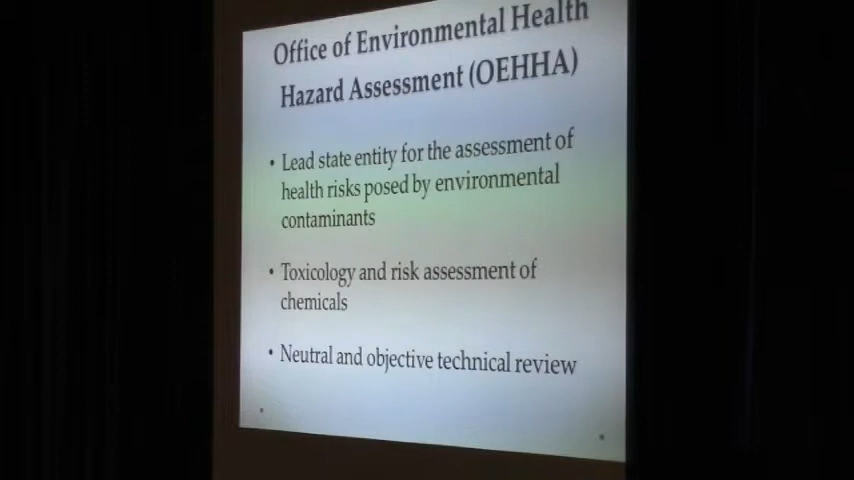 Office of Environmental Health
Hazard Assessment (OEHHA)
• Lead state entity for the assessment of
health risks posed by environmental
contaminants
• Toxicology and risk assessment of
chemicals
• Neutral and objective technical review